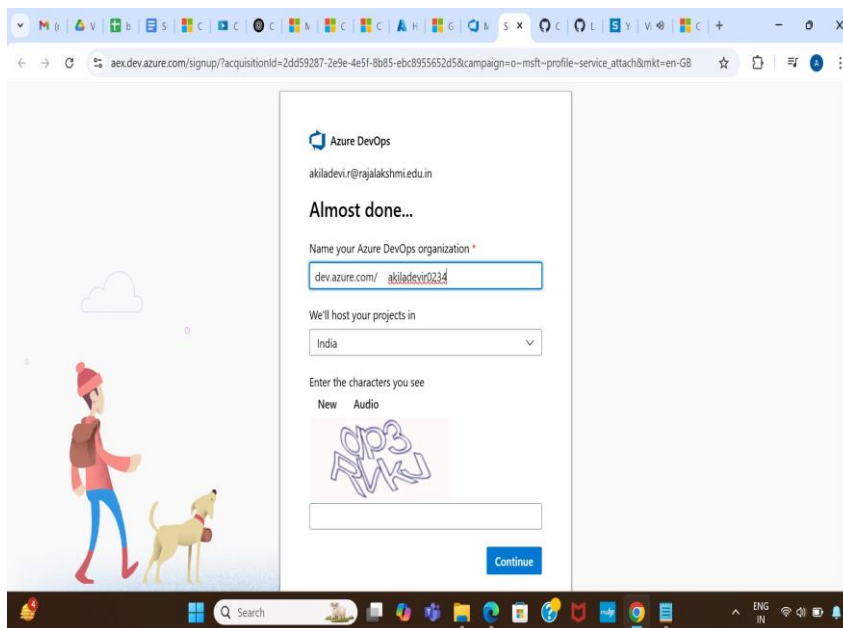 aex.dev.azure.com/signup/?acquisitionId=2dd59287-2e9e-4e5f-8b85-ebc8955652d5&campaign=o~msft~profile~service_attach&mkt=en-GB
Azure DevOps
akiladevi.r@rajalakshmi.edu.in
Almost done...
Name your Azure DevOps organization *
dev.azure.com/ akiladevir0234
We'll host your projects in
India
Enter the characters you see
New Audio
Continue
Search
ENG
IN